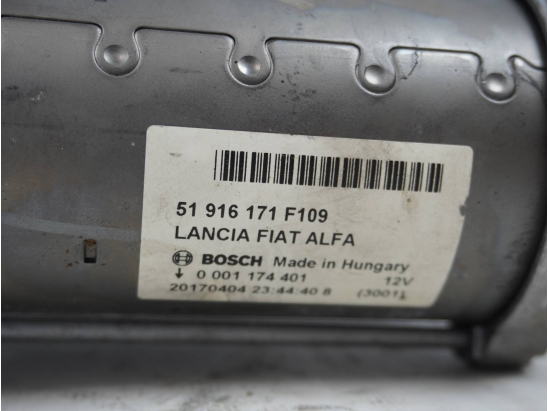 51 916 171 F109
LANCIA FIAT ALFA
BOSCH Made in Hungary
↓ 0 001 174 401 12V
20170404 23:44:40 8 (3001)